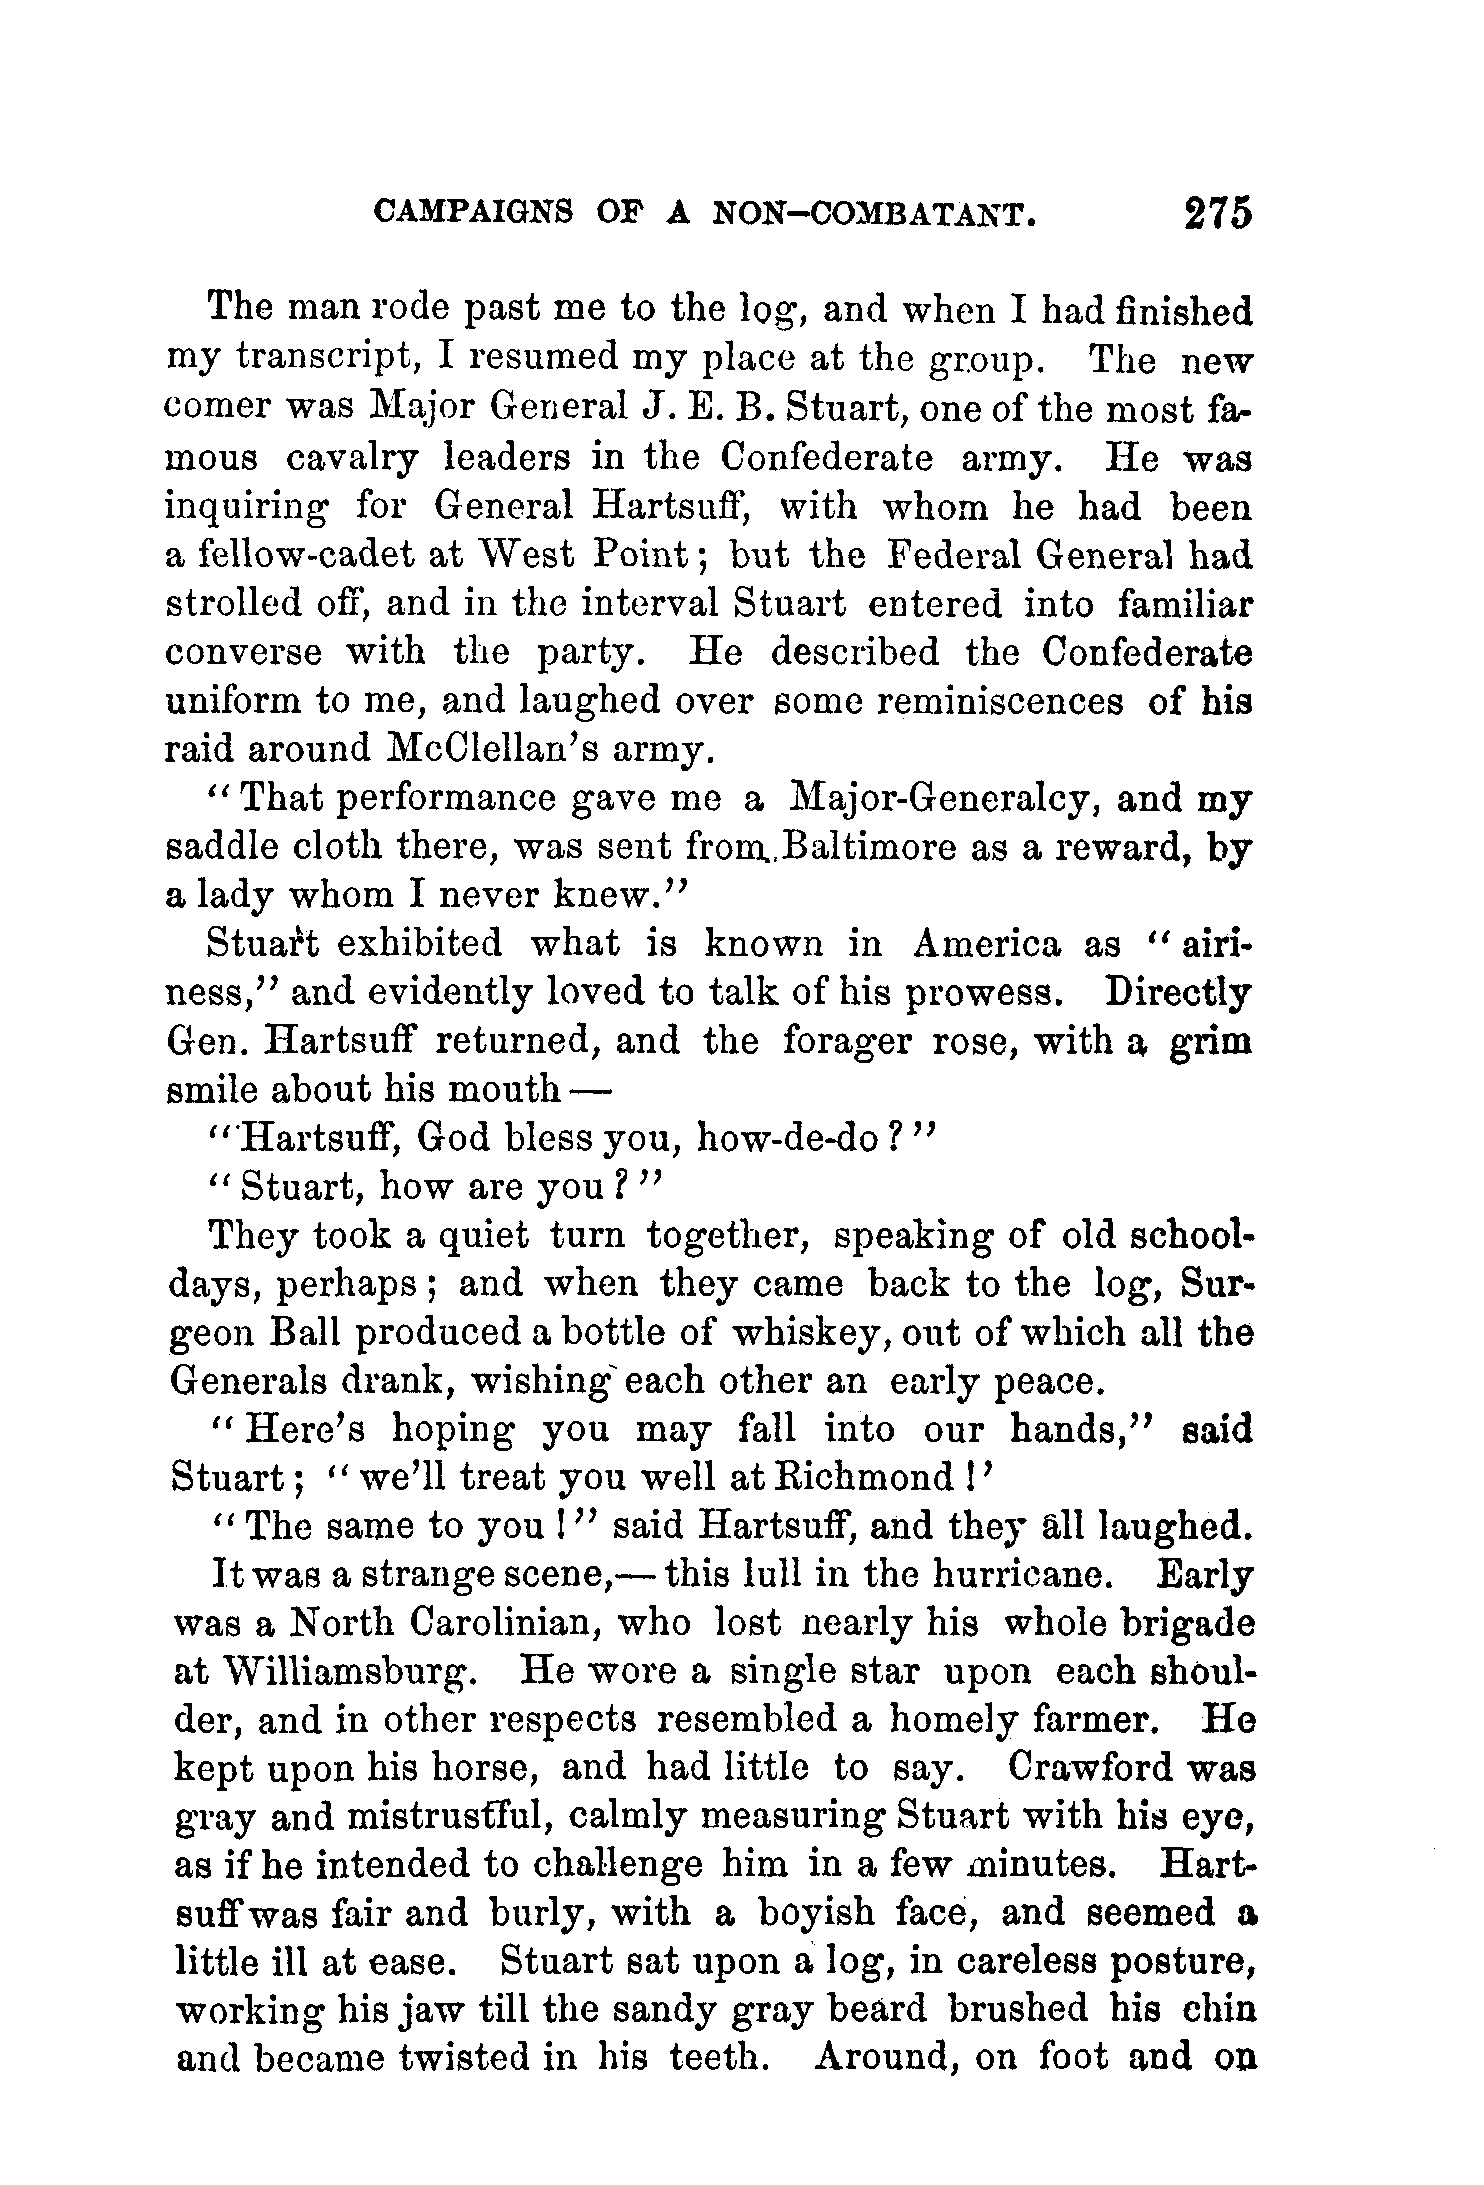 CAMPAIGNS OF A NON-COMBATANT. 275
The man rode past me to the log, and when I had finished
my transcript, I resumed my place at the group. The new
comer was Major General J. E. B. Stuart, one of the most fa-
mous cavalry leaders in the Confederate army. He was
inquiring for General Hartsuff, with whom he had been
a fellow-cadet at West Point; but the Federal General had
strolled off, and in the interval Stuart entered into familiar
converse with the party. He described the Confederate
uniform to me, and laughed over some reminiscences of his
raid around McClellan's army.
"That performance gave me a Major-Generalcy, and my
saddle cloth there, was sent from Baltimore as a reward, by
a lady whom I never knew."
Stuart exhibited what is known in America as "airi-
ness," and evidently loved to talk of his prowess. Directly
Gen. Hartsuff returned, and the forager rose, with a grim
smile about his mouth—
"Hartsuff, God bless you, how-de-do?"
"Stuart, how are you?"
They took a quiet turn together, speaking of old school-
days, perhaps; and when they came back to the log, Sur-
geon Ball produced a bottle of whiskey, out of which all the
Generals drank, wishing each other an early peace.
"Here's hoping you may fall into our hands," said
Stuart; "we'll treat you well at Richmond!'
"The same to you!" said Hartsuff, and they all laughed.
It was a strange scene,—this lull in the hurricane. Early
was a North Carolinian, who lost nearly his whole brigade
at Williamsburg. He wore a single star upon each shoul-
der, and in other respects resembled a homely farmer. He
kept upon his horse, and had little to say. Crawford was
gray and mistrustful, calmly measuring Stuart with his eye,
as if he intended to challenge him in a few minutes. Hart-
suff was fair and burly, with a boyish face, and seemed a
little ill at ease. Stuart sat upon a log, in careless posture,
working his jaw till the sandy gray beard brushed his chin
and became twisted in his teeth. Around, on foot and on